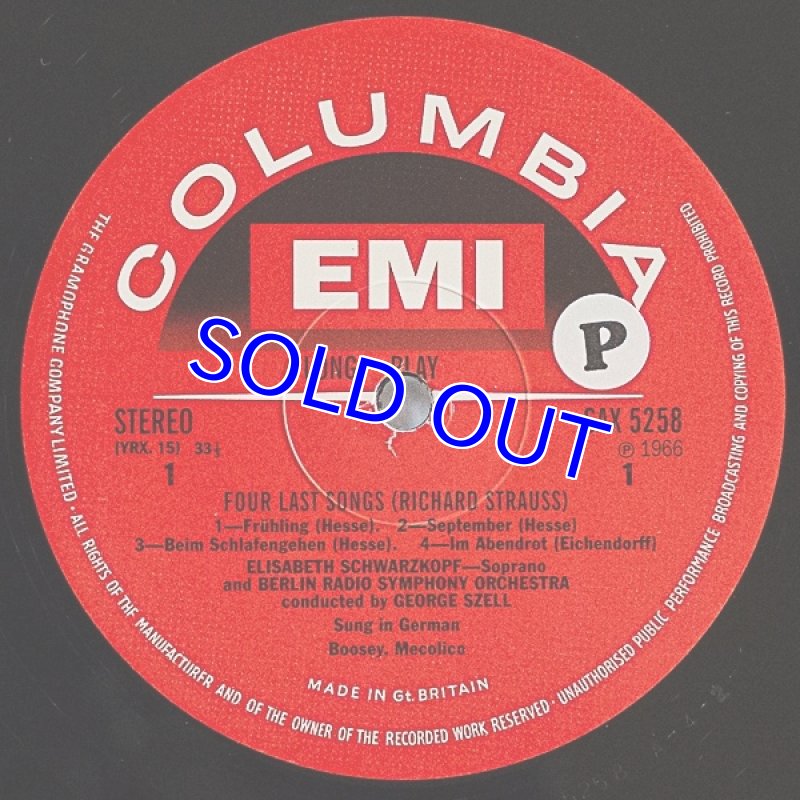 COLUMBIA
EMI
P
LONG PLAY
SOLD OUT
STEREO
SAX 5258
(YRX. 15) 33⅓
℗ 1966
1
1
FOUR LAST SONGS (RICHARD STRAUSS)
1—Frühling (Hesse). 2—September (Hesse)
3—Beim Schlafengehen (Hesse). 4—Im Abendrot (Eichendorff)
ELISABETH SCHWARZKOPF—Soprano
and BERLIN RADIO SYMPHONY ORCHESTRA
conducted by GEORGE SZELL
Sung in German
Boosey. Mecolico
MADE IN Gt. BRITAIN
THE GRAMOPHONE COMPANY LIMITED · ALL RIGHTS OF THE MANUFACTURER AND OF THE OWNER OF THE RECORDED WORK RESERVED · UNAUTHORISED PUBLIC PERFORMANCE BROADCASTING AND COPYING OF THIS RECORD PROHIBITED